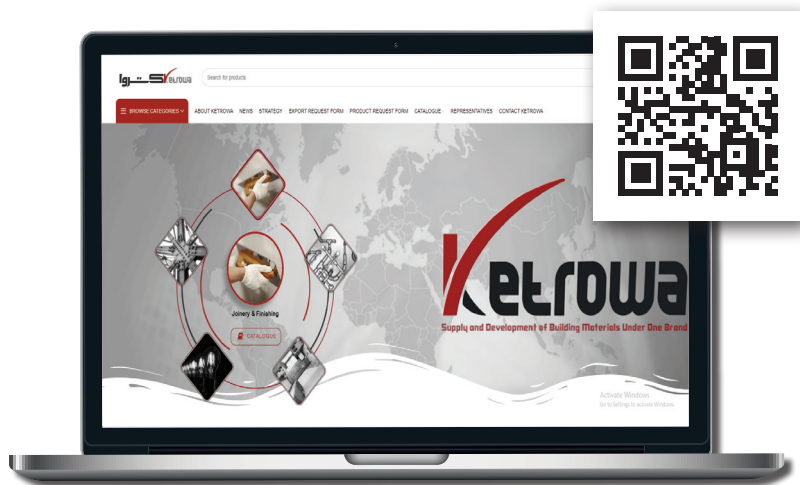 كتروا Ketrowa
Search for products
BROWSE CATEGORIES
ABOUT KETROWA NEWS STRATEGY EXPORT REQUEST FORM PRODUCT REQUEST FORM CATALOGUE REPRESENTATIVES CONTACT KETROWA
Ketrowa
Supply and Development of Building Materials Under One Brand
Joinery & Finishing
CATALOGUE
Activate Windows
Go to Settings to activate Windows.